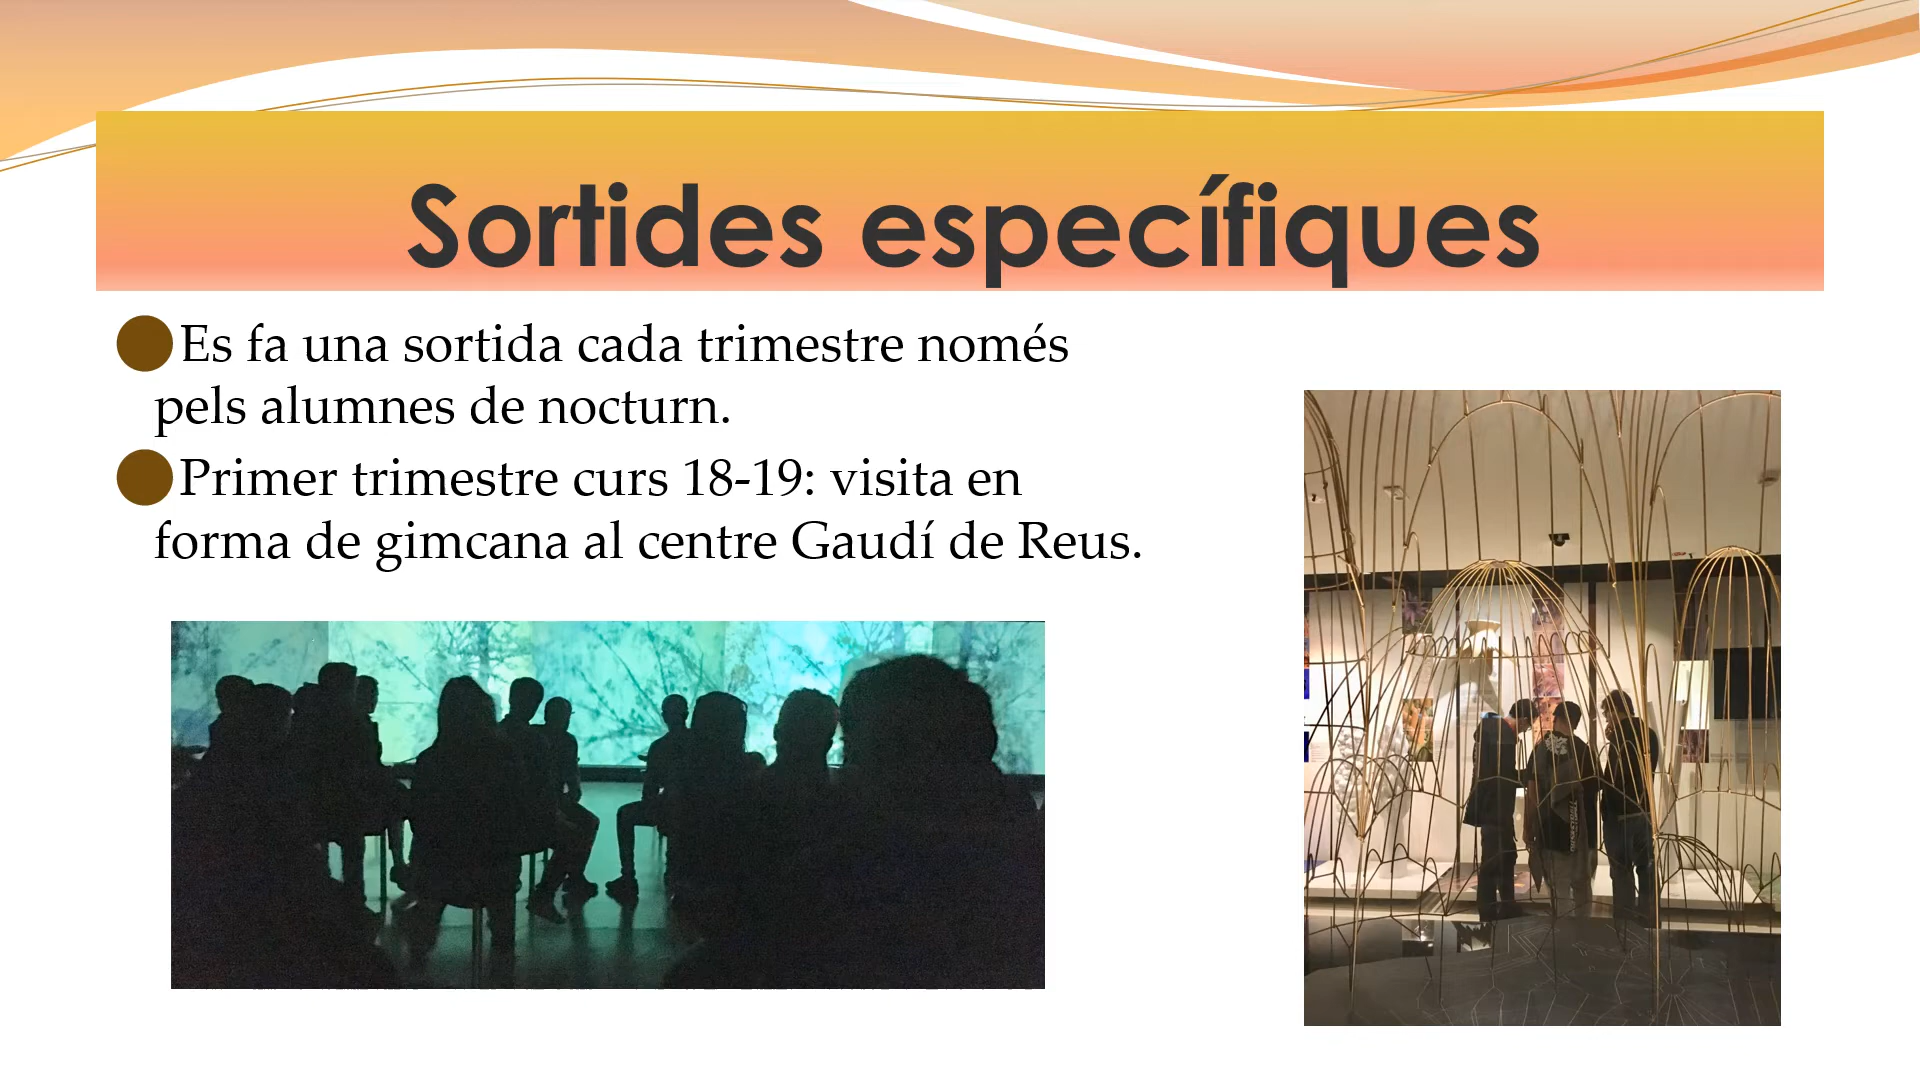 Sortides específiques
Es fa una sortida cada trimestre només
pels alumnes de nocturn.
Primer trimestre curs 18-19: visita en
forma de gimcana al centre Gaudí de Reus.